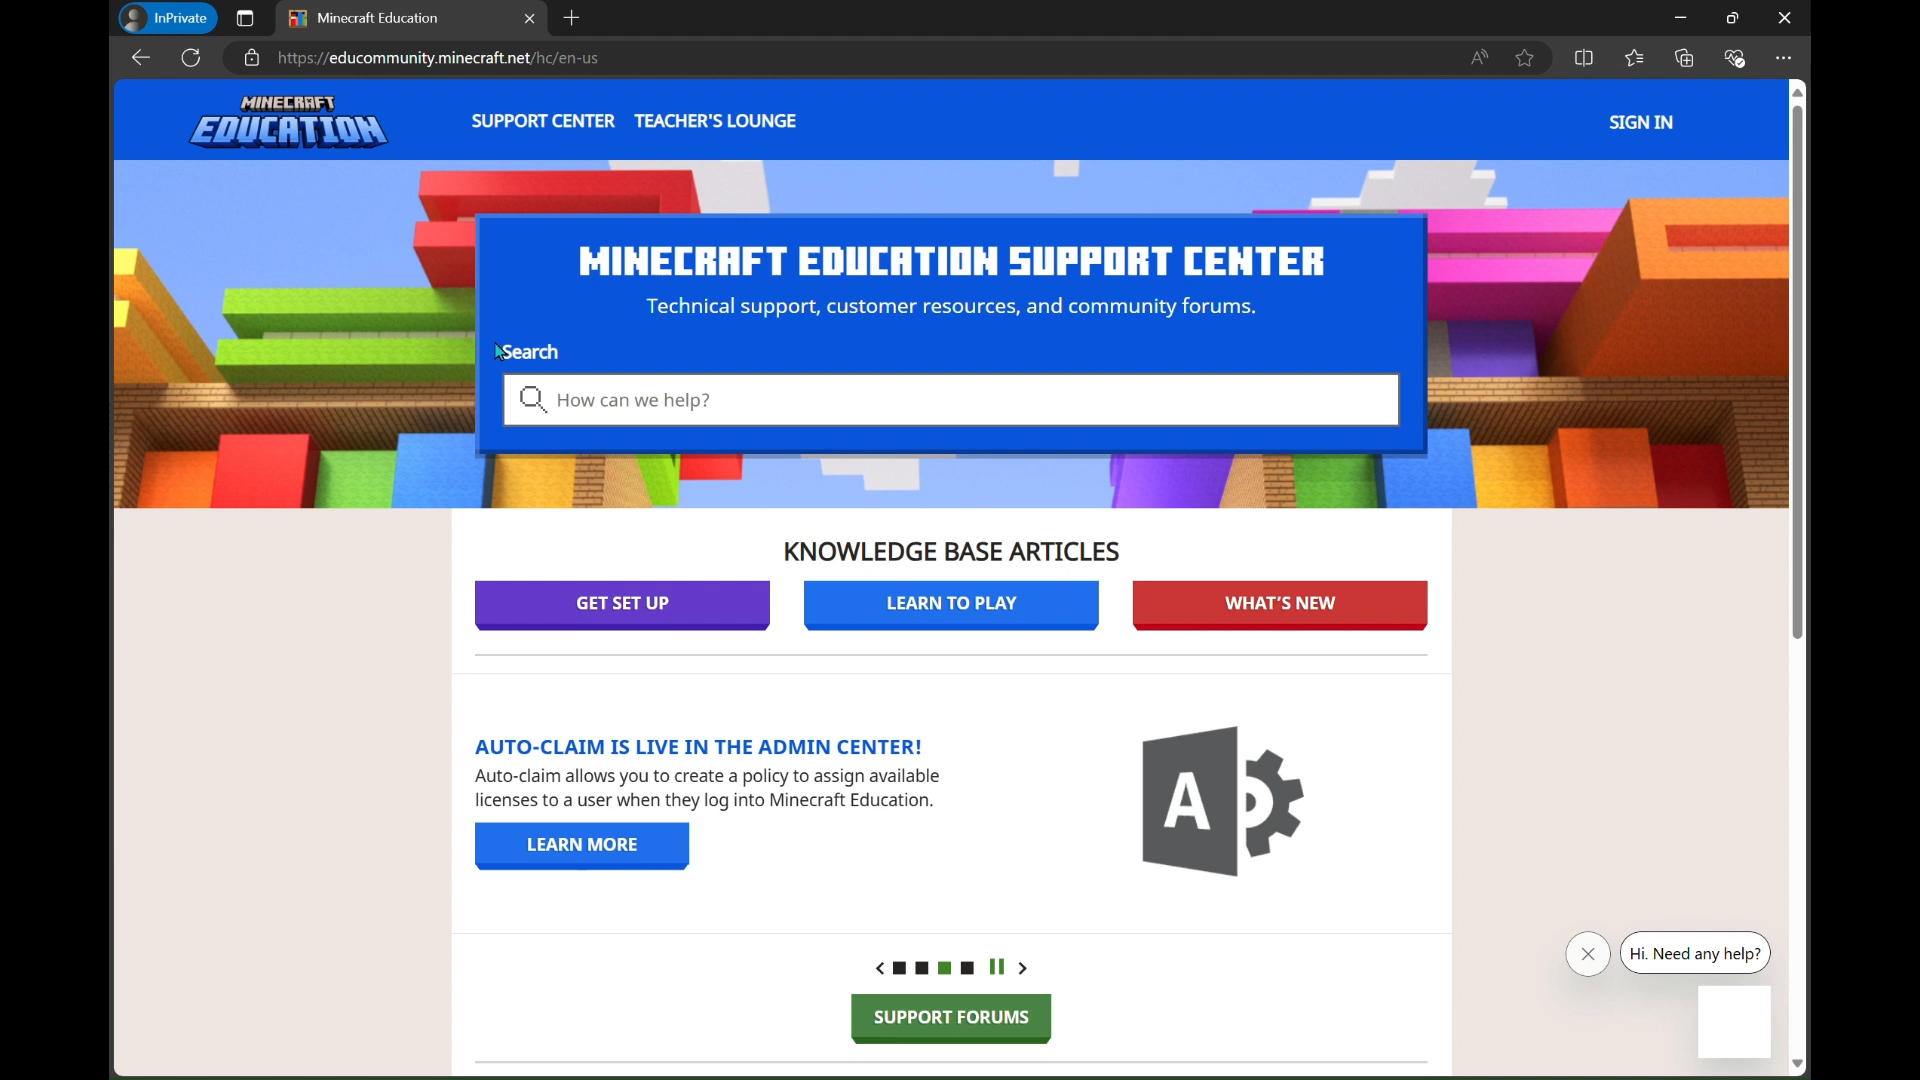 InPrivate
Minecraft Education
https://educommunity.minecraft.net/hc/en-us
MINECRAFT
EDUCATION
SUPPORT CENTER
TEACHER'S LOUNGE
SIGN IN
MINECRAFT EDUCATION SUPPORT CENTER
Technical support, customer resources, and community forums.
Search
How can we help?
KNOWLEDGE BASE ARTICLES
GET SET UP
LEARN TO PLAY
WHAT'S NEW
AUTO-CLAIM IS LIVE IN THE ADMIN CENTER!
Auto-claim allows you to create a policy to assign available
licenses to a user when they log into Minecraft Education.
LEARN MORE
A
Hi. Need any help?
SUPPORT FORUMS